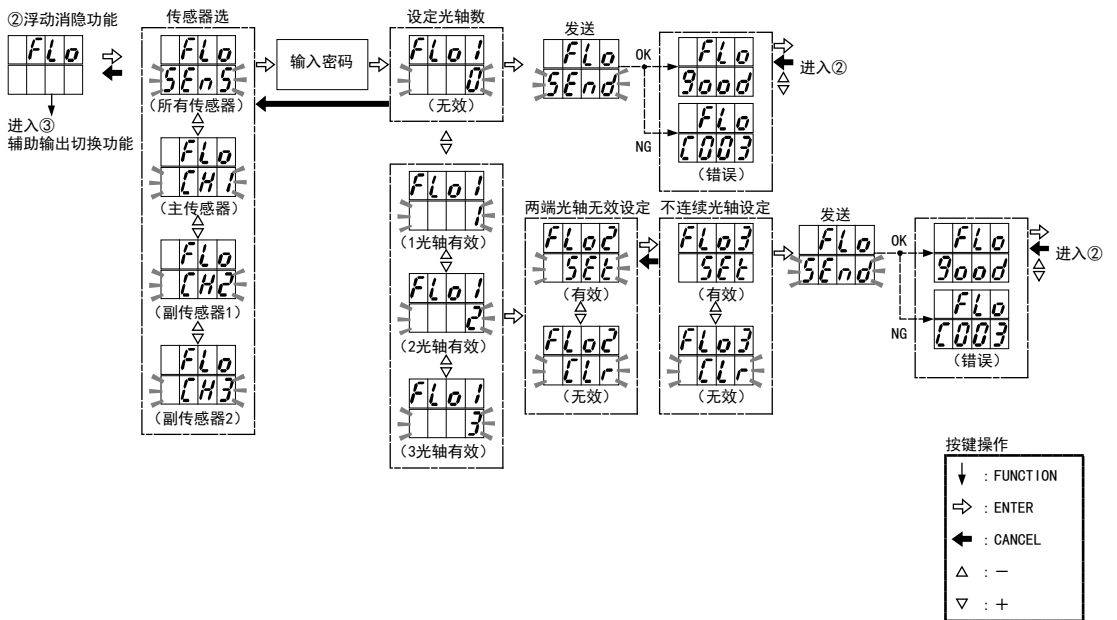 ②浮动消隐功能
FLo
进入③
辅助输出切换功能
传感器选
FLo
SEnS
(所有传感器)
FLo
CH1
(主传感器)
FLo
CH2
(副传感器1)
FLo
CH3
(副传感器2)
输入密码
设定光轴数
FLo1
0
(无效)
FLo1
1
(1光轴有效)
FLo1
2
(2光轴有效)
FLo1
3
(3光轴有效)
发送
FLo
SEnd
OK
NG
FLo
9ood
FLo
C003
(错误)
进入②
两端光轴无效设定
FLo2
SEt
(有效)
FLo2
CLr
(无效)
不连续光轴设定
FLo3
SEt
(有效)
FLo3
CLr
(无效)
发送
FLo
SEnd
OK
NG
FLo
9ood
FLo
C003
(错误)
进入②
按键操作
↓ : FUNCTION
⇨ : ENTER
← : CANCEL
△ : －
▽ : ＋